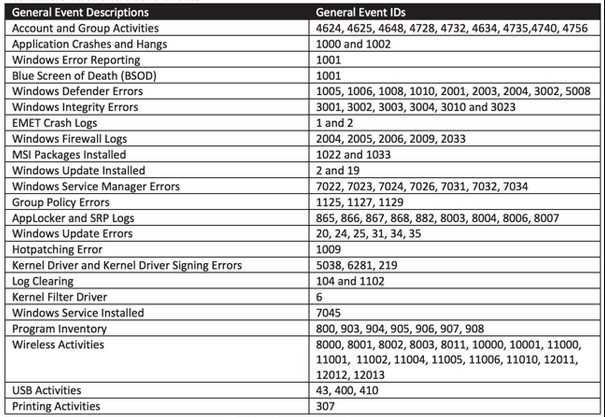 General Event Descriptions General Event IDs
Account and Group Activities 4624, 4625, 4648, 4728, 4732, 4634, 4735,4740, 4756
Application Crashes and Hangs 1000 and 1002
Windows Error Reporting 1001
Blue Screen of Death (BSOD) 1001
Windows Defender Errors 1005, 1006, 1008, 1010, 2001, 2003, 2004, 3002, 5008
Windows Integrity Errors 3001, 3002, 3003, 3004, 3010 and 3023
EMET Crash Logs 1 and 2
Windows Firewall Logs 2004, 2005, 2006, 2009, 2033
MSI Packages Installed 1022 and 1033
Windows Update Installed 2 and 19
Windows Service Manager Errors 7022, 7023, 7024, 7026, 7031, 7032, 7034
Group Policy Errors 1125, 1127, 1129
AppLocker and SRP Logs 865, 866, 867, 868, 882, 8003, 8004, 8006, 8007
Windows Update Errors 20, 24, 25, 31, 34, 35
Hotpatching Error 1009
Kernel Driver and Kernel Driver Signing Errors 5038, 6281, 219
Log Clearing 104 and 1102
Kernel Filter Driver 6
Windows Service Installed 7045
Program Inventory 800, 903, 904, 905, 906, 907, 908
Wireless Activities 8000, 8001, 8002, 8003, 8011, 10000, 10001, 11000,
11001, 11002, 11004, 11005, 11006, 11010, 12011,
12012, 12013
USB Activities 43, 400, 410
Printing Activities 307